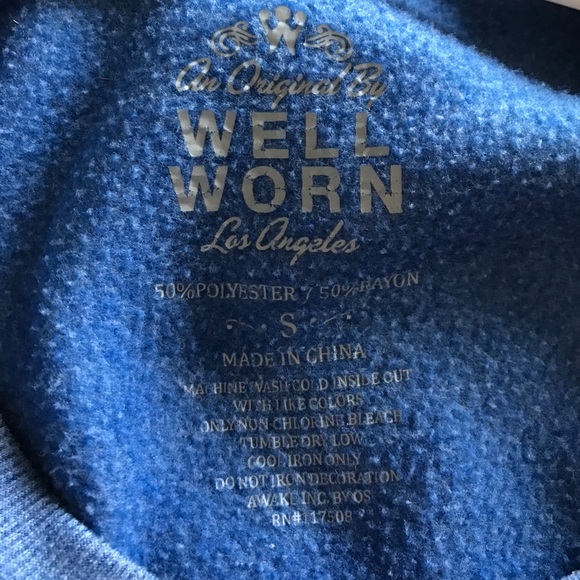 W
An Original By
WELL
WORN
Los Angeles
50%POLYESTER / 50%RAYON
S
MADE IN CHINA
MACHINE WASH COLD INSIDE OUT
WITH LIKE COLORS
ONLY NON CHLORINE BLEACH
TUMBLE DRY LOW
COOL IRON ONLY
DO NOT IRON DECORATION
AWAKE INC. BY OS
RN#117508